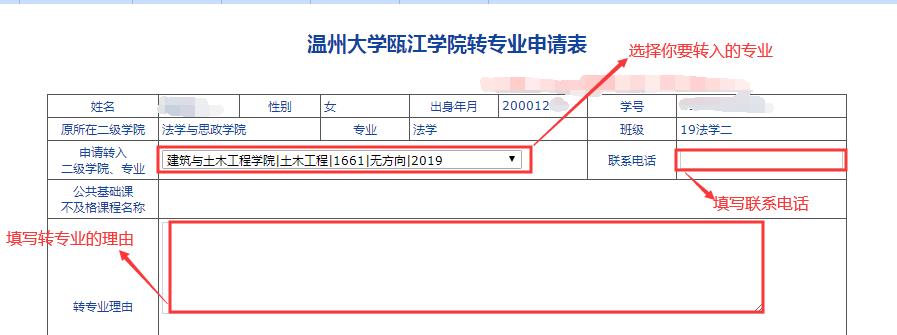 温州大学瓯江学院转专业申请表
选择你要转入的专业
姓名 性别 女 出身年月 200012 学号
原所在二级学院 法学与思政学院 专业 法学 班级 19法学二
申请转入
二级学院、专业 建筑与土木工程学院|土木工程|1661|无方向|2019 联系电话
公共基础课
不及格课程名称
填写联系电话
填写转专业的理由
转专业理由